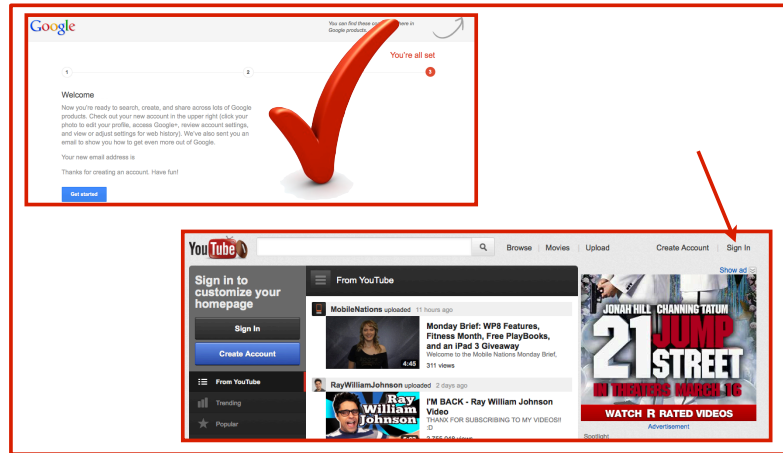 Google
You can find these here in
Google products.
You're all set
1
2
3
Welcome
Now you're ready to search, create, and share across lots of Google
products. Check out your new account in the upper right (click your
photo to edit your profile, access Google+, review account settings,
and view or adjust settings for web history). We've also sent you an
email to show you how to get even more out of Google.
Your new email address is
Thanks for creating an account. Have fun!
Get started
YouTube
Browse | Movies | Upload
Create Account | Sign In
Show ad
Sign in to
customize your
homepage
Sign In
Create Account
From YouTube
Trending
Popular
From YouTube
MobileNations uploaded 11 hours ago
Monday Brief: WP8 Features,
Fitness Month, Free PlayBooks,
and an iPad 3 Giveaway
Welcome to the Mobile Nations Monday Brief,
311 views
4:45
RayWilliamJohnson uploaded 2 days ago
Ray
William
Johnson
I'M BACK - Ray William Johnson
Video
THANX FOR SUBSCRIBING TO MY VIDEOS!!
:D
views
JONAH HILL CHANNING TATUM
21 JUMP
STREET
IN THEATERS MARCH 16
WATCH R RATED VIDEOS
Advertisement
Spotlight